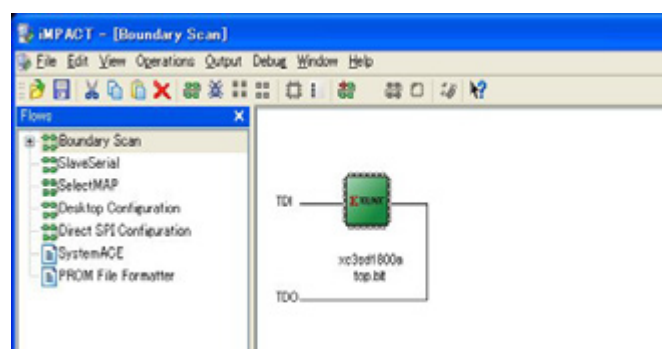 iMPACT - [Boundary Scan]
File Edit View Operations Output Debug Window Help
Flows
Boundary Scan
SlaveSerial
SelectMAP
Desktop Configuration
Direct SPI Configuration
SystemACE
PROM File Formatter
TDI
XILINX
xc3sd1800a
top.bit
TDO